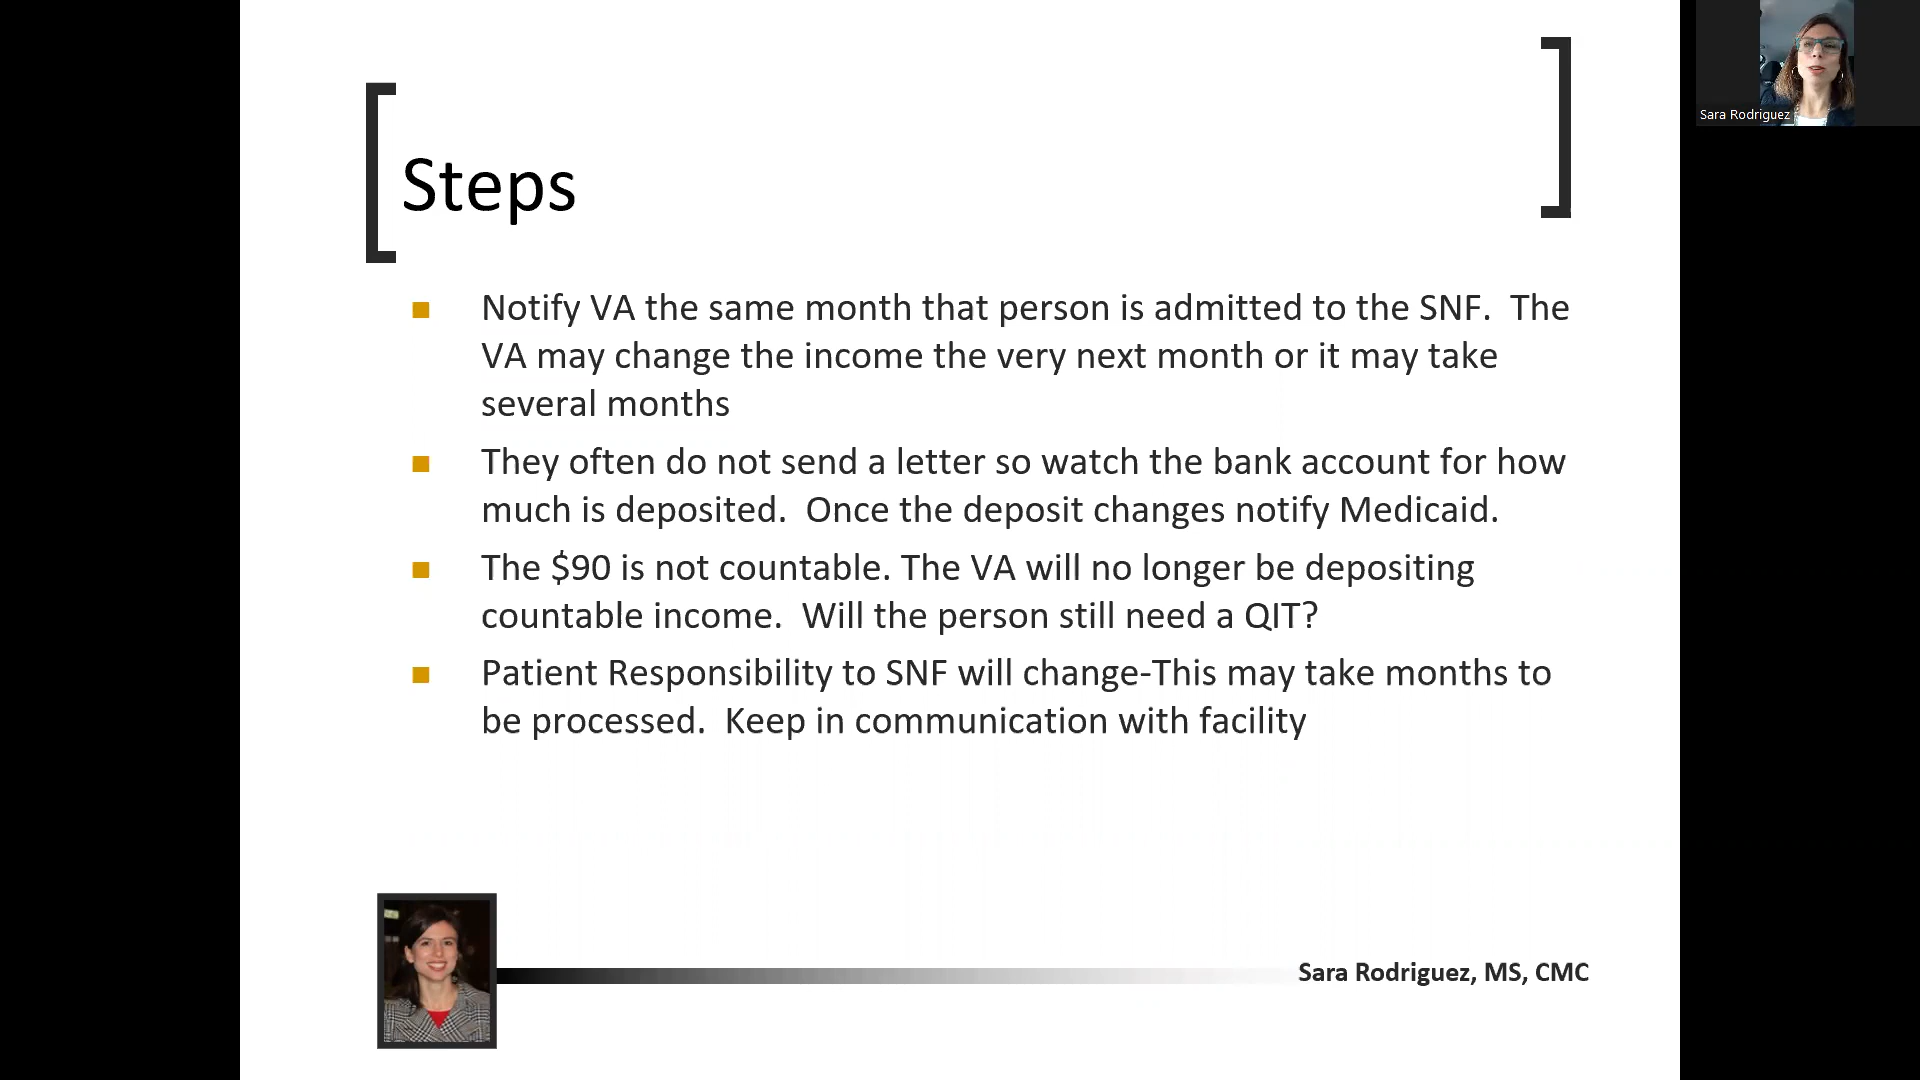 Sara Rodriguez
Steps
Notify VA the same month that person is admitted to the SNF.  The
VA may change the income the very next month or it may take
several months
They often do not send a letter so watch the bank account for how
much is deposited.  Once the deposit changes notify Medicaid.
The $90 is not countable. The VA will no longer be depositing
countable income.  Will the person still need a QIT?
Patient Responsibility to SNF will change-This may take months to
be processed.  Keep in communication with facility
Sara Rodriguez, MS, CMC